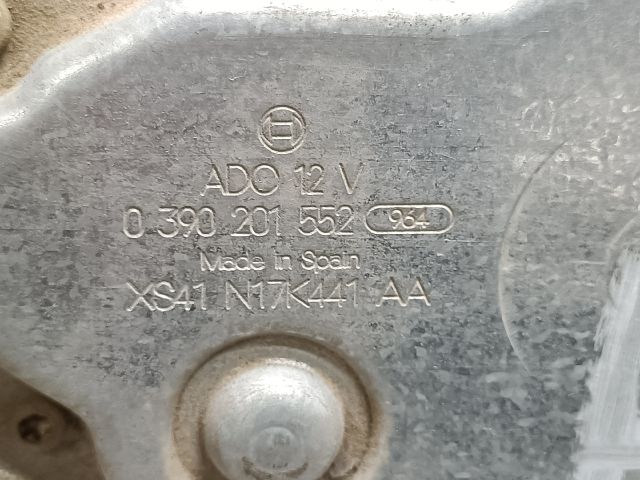 ADO 12 V
0 390 201 552 964
Made in Spain
XS41 N17K441 AA